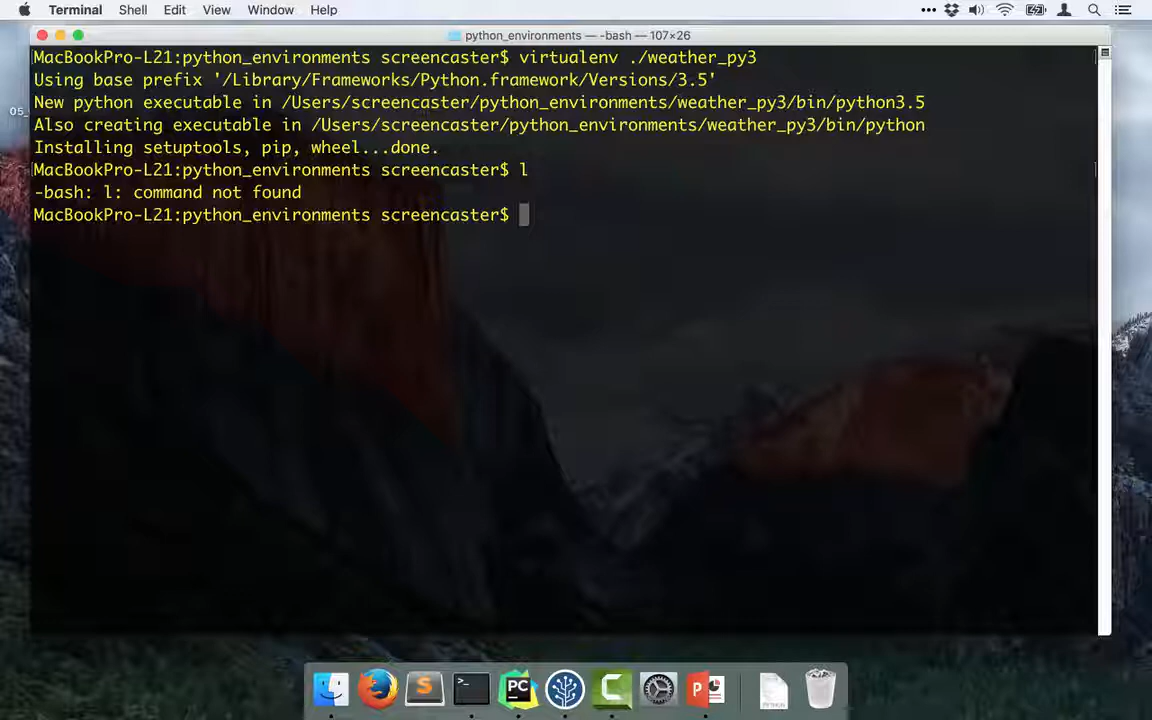 Terminal Shell Edit View Window Help
python_environments — -bash — 107×26
MacBookPro-L21:python_environments screencaster$ virtualenv ./weather_py3
Using base prefix '/Library/Frameworks/Python.framework/Versions/3.5'
New python executable in /Users/screencaster/python_environments/weather_py3/bin/python3.5
05_
Also creating executable in /Users/screencaster/python_environments/weather_py3/bin/python
Installing setuptools, pip, wheel...done.
MacBookPro-L21:python_environments screencaster$ l
-bash: l: command not found
MacBookPro-L21:python_environments screencaster$
S >_ PC C P PYTHON